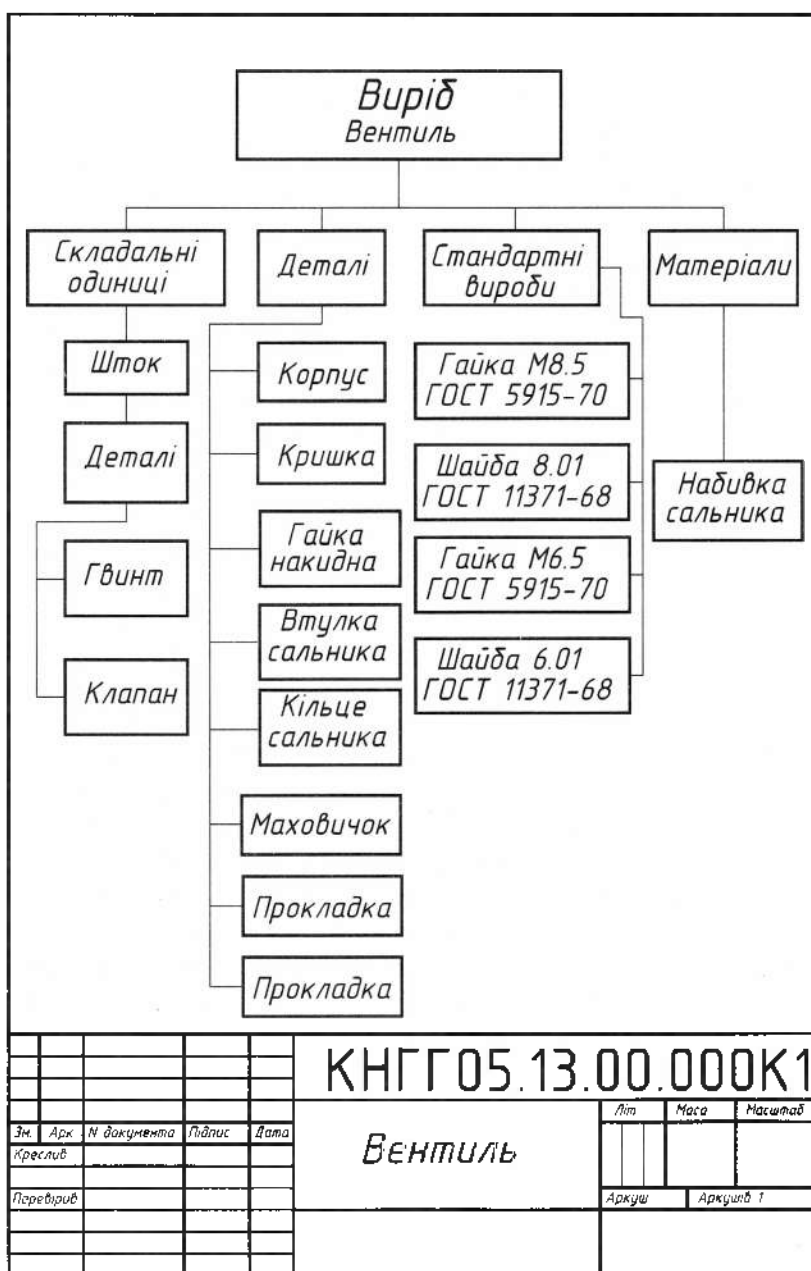 Виріб
Вентиль
Складальні
одиниці
Деталі
Стандартні
вироби
Матеріали
Шток
Деталі
Гвинт
Клапан
Корпус
Кришка
Гайка
накидна
Втулка
сальника
Кільце
сальника
Маховичок
Прокладка
Прокладка
Гайка М8.5
ГОСТ 5915-70
Шайба 8.01
ГОСТ 11371-68
Гайка М6.5
ГОСТ 5915-70
Шайба 6.01
ГОСТ 11371-68
Набивка
сальника
КНГГ05.13.00.000К1
Зм. Арк N документа Підпис Дата
Креслив
Перевірив
Вентиль
Літ Маса Масштаб
Аркуш Аркушів 1